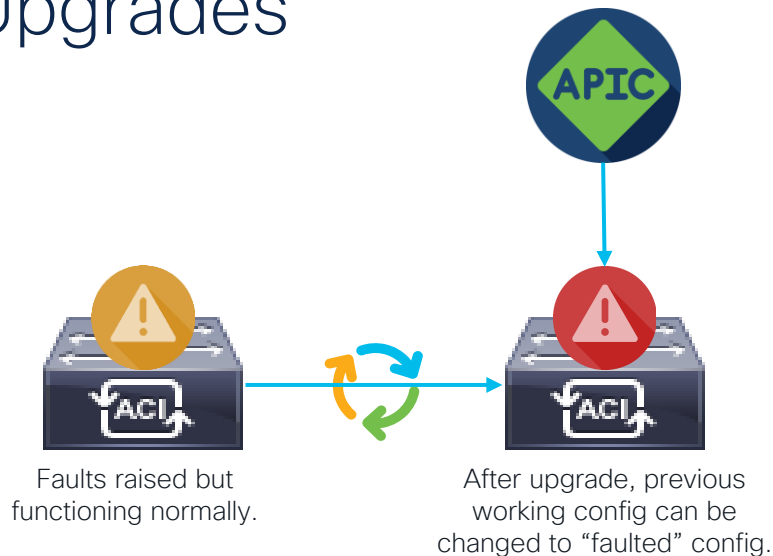 Upgrades
APIC
ACI
ACI
Faults raised but
functioning normally.
After upgrade, previous
working config can be
changed to “faulted” config.